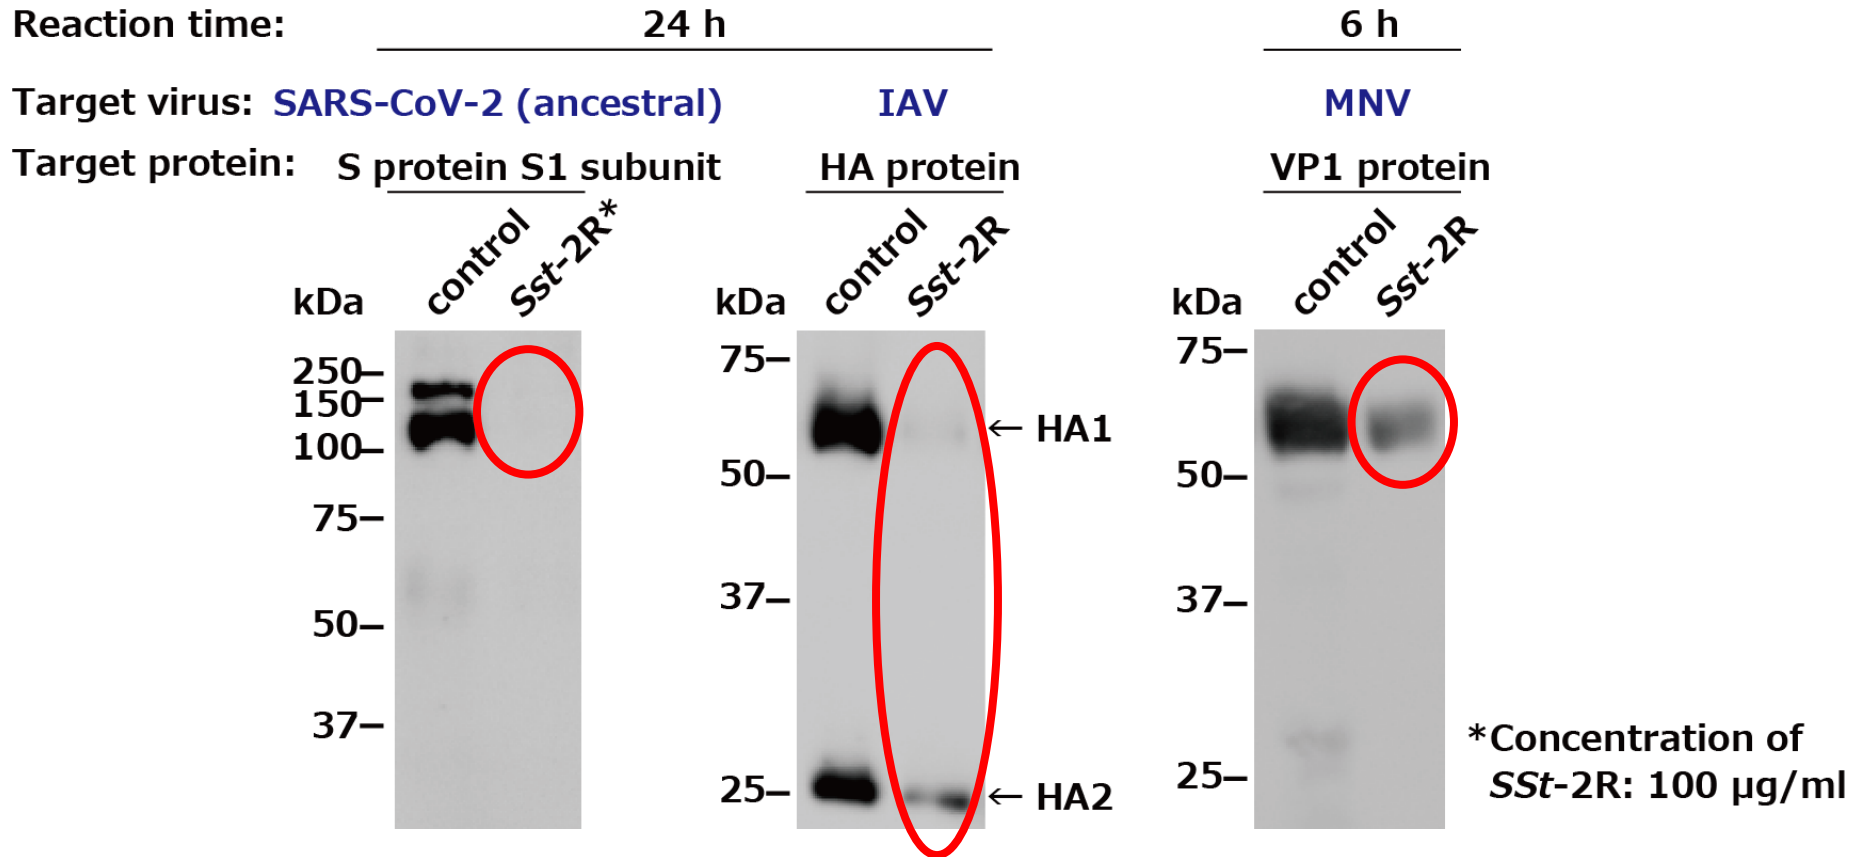 Reaction time: 24 h 6 h
Target virus: SARS-CoV-2 (ancestral) IAV MNV
Target protein: S protein S1 subunit HA protein VP1 protein
control Sst-2R* control Sst-2R control Sst-2R
kDa kDa kDa
250–
150–
100–
75–
50–
37–
75–
50–
37–
25–
← HA1
← HA2
75–
50–
37–
25–
*Concentration of
SSt-2R: 100 µg/ml